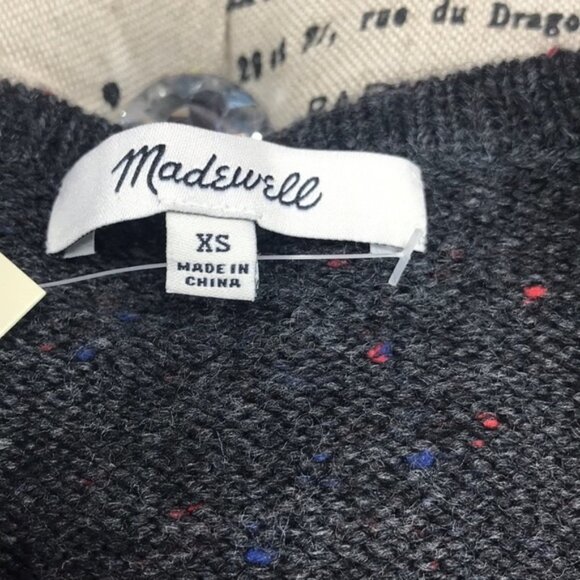 rue du Drago
Madewell
XS
MADE IN
CHINA